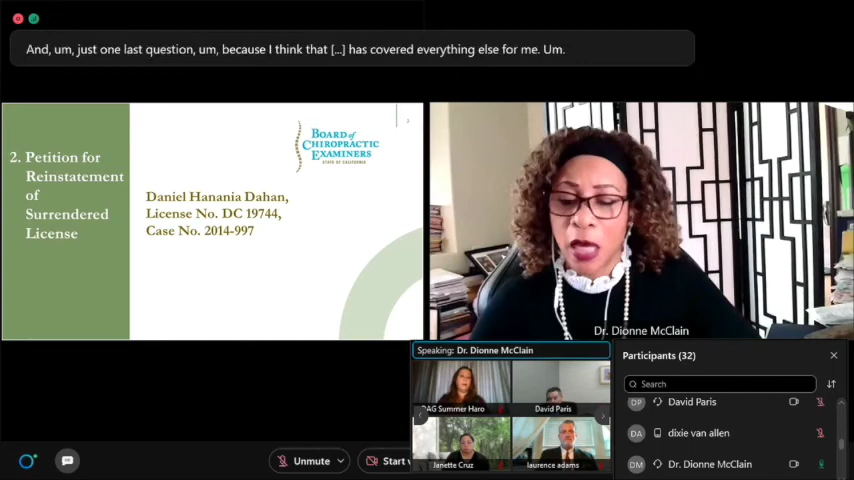 And, um, just one last question, um, because I think that [...] has covered everything else for me. Um.
2. Petition for
Reinstatement
of
Surrendered
License
BOARD of
CHIROPRACTIC
EXAMINERS
STATE OF CALIFORNIA
2
Daniel Hanania Dahan,
License No. DC 19744,
Case No. 2014-997
Dr. Dionne McClain
Speaking: Dr. Dionne McClain
DAG Summer Haro
David Paris
Janette Cruz
laurence adams
Participants (32)
Search
DP David Paris
DA dixie van allen
DM Dr. Dionne McClain
Unmute
Start